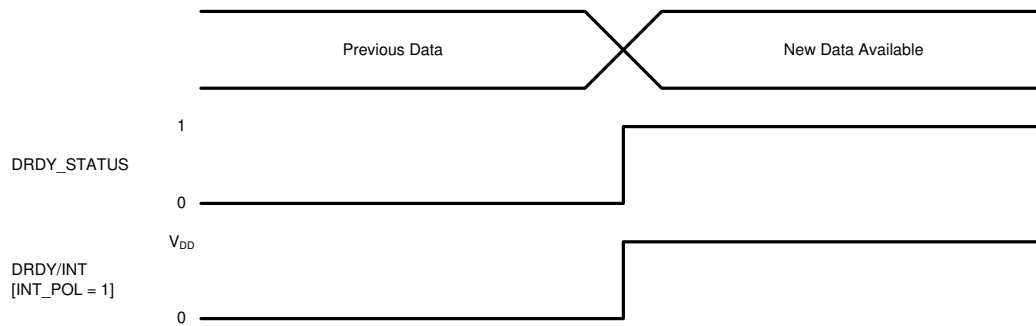 Previous Data
New Data Available
1
DRDY_STATUS
0
VDD
DRDY/INT
[INT_POL = 1]
0